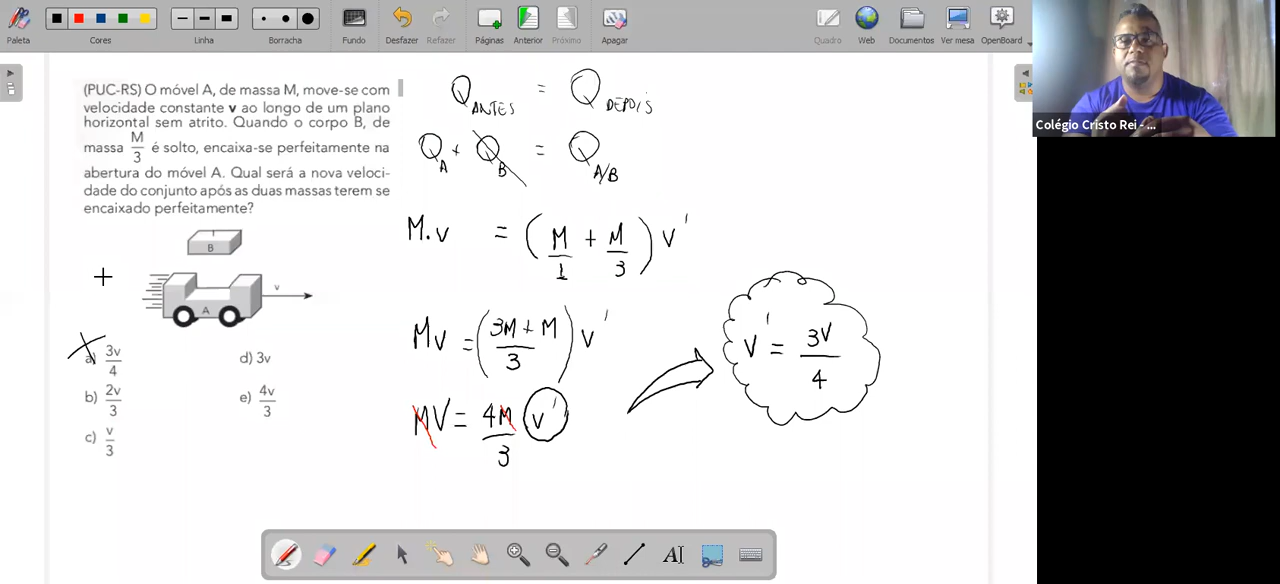 Paleta Cores Linha Borracha Fundo Desfazer Refazer Páginas Anterior Próximo Apagar Quadro Web Documentos Ver mesa OpenBoard
Colégio Cristo Rei - ...
(PUC-RS) O móvel A, de massa M, move-se com
velocidade constante v ao longo de um plano
horizontal sem atrito. Quando o corpo B, de
massa M/3 é solto, encaixa-se perfeitamente na
abertura do móvel A. Qual será a nova veloci-
dade do conjunto após as duas massas terem se
encaixado perfeitamente?
B
v
A
a) 3v/4
b) 2v/3
c) v/3
d) 3v
e) 4v/3
Q ANTES = Q DEPOIS
Q A + Q B = Q A/B
M.v = (M/1 + M/3) v'
Mv = (3M + M/3) v'
MV = 4M/3 v'
v' = 3V/4
AI